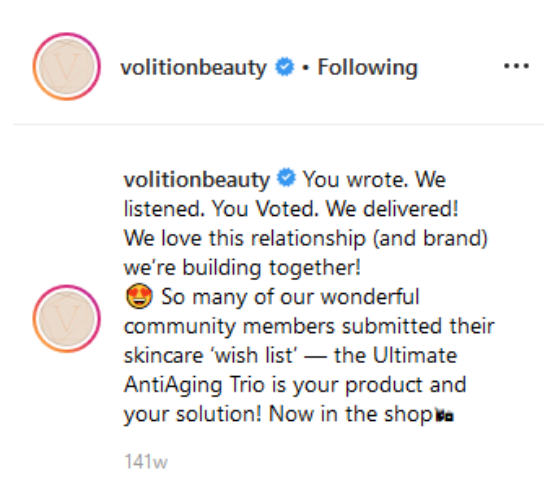 volitionbeauty • Following •••
volitionbeauty You wrote. We
listened. You Voted. We delivered!
We love this relationship (and brand)
we're building together!
😍 So many of our wonderful
community members submitted their
skincare 'wish list' — the Ultimate
AntiAging Trio is your product and
your solution! Now in the shop
141w